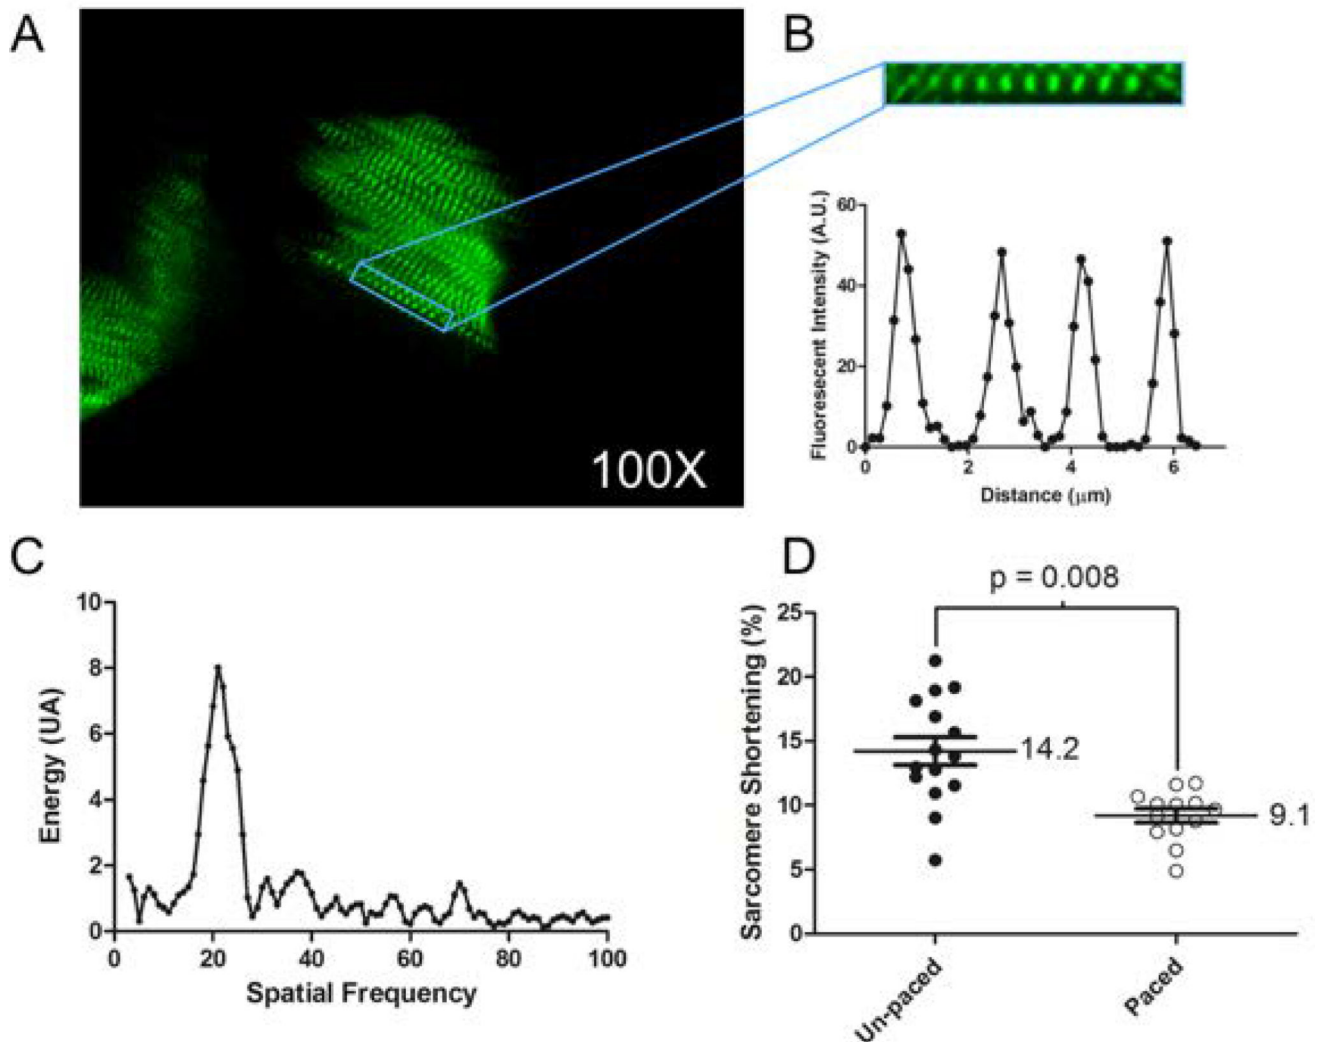 A
B
100X
Fluoresecent Intensity (A.U.)
60
40
20
0
0 2 4 6
Distance (μm)
C
Energy (UA)
10
8
6
4
2
0
0 20 40 60 80 100
Spatial Frequency
D
p = 0.008
Sarcomere Shortening (%)
25
20
15
10
5
0
14.2
9.1
Un-paced
Paced